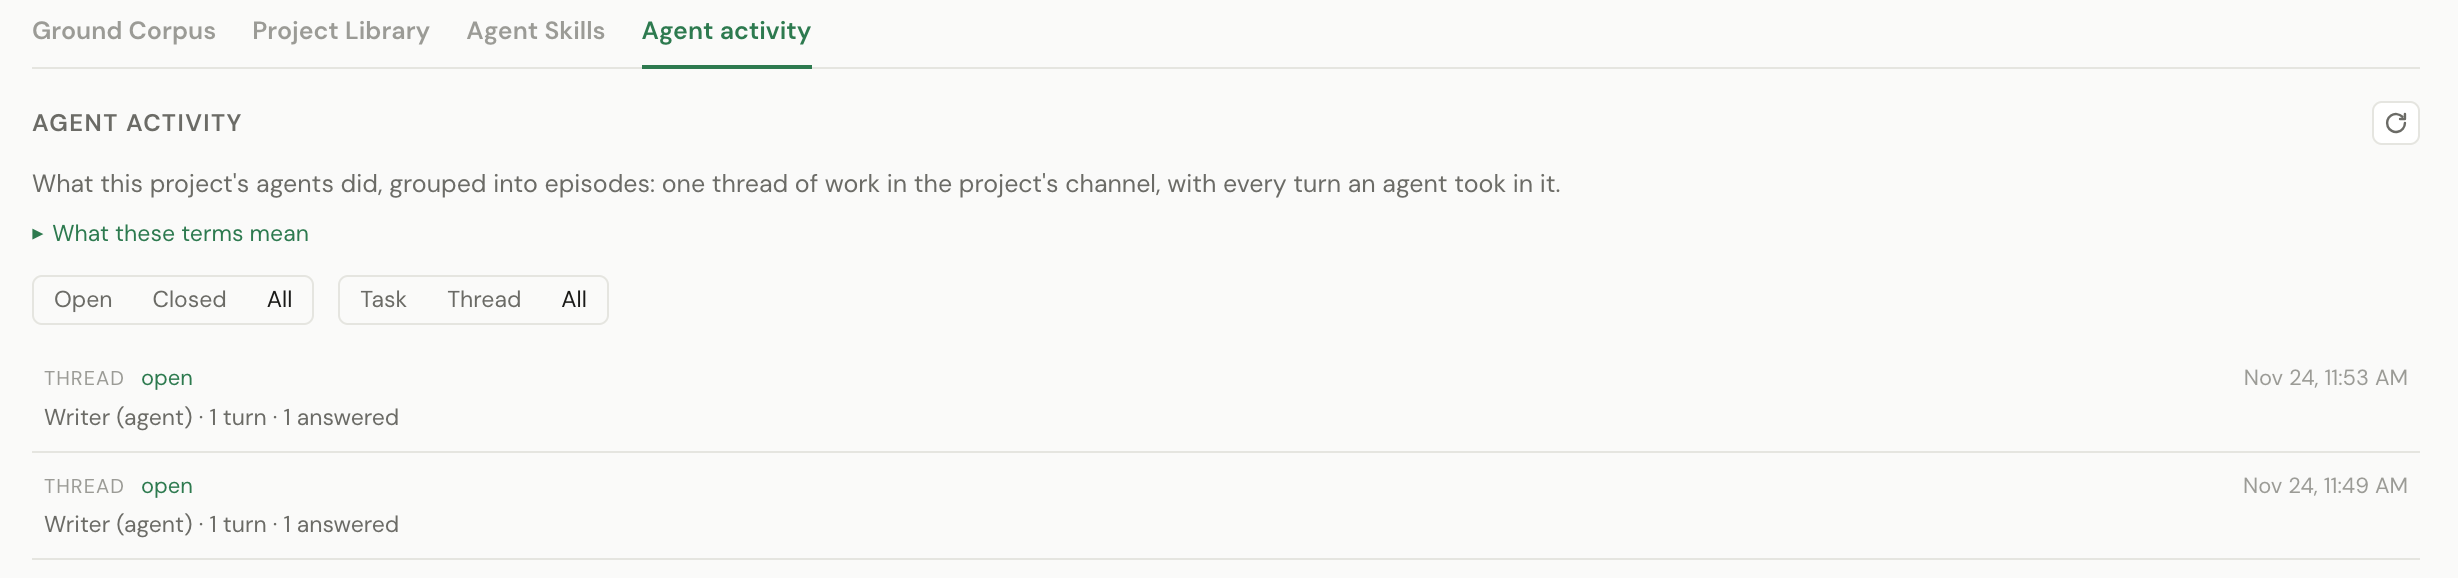 Ground Corpus Project Library Agent Skills Agent activity
AGENT ACTIVITY
What this project's agents did, grouped into episodes: one thread of work in the project's channel, with every turn an agent took in it.
▸ What these terms mean
Open Closed All Task Thread All
THREAD open Nov 24, 11:53 AM
Writer (agent) · 1 turn · 1 answered
THREAD open Nov 24, 11:49 AM
Writer (agent) · 1 turn · 1 answered